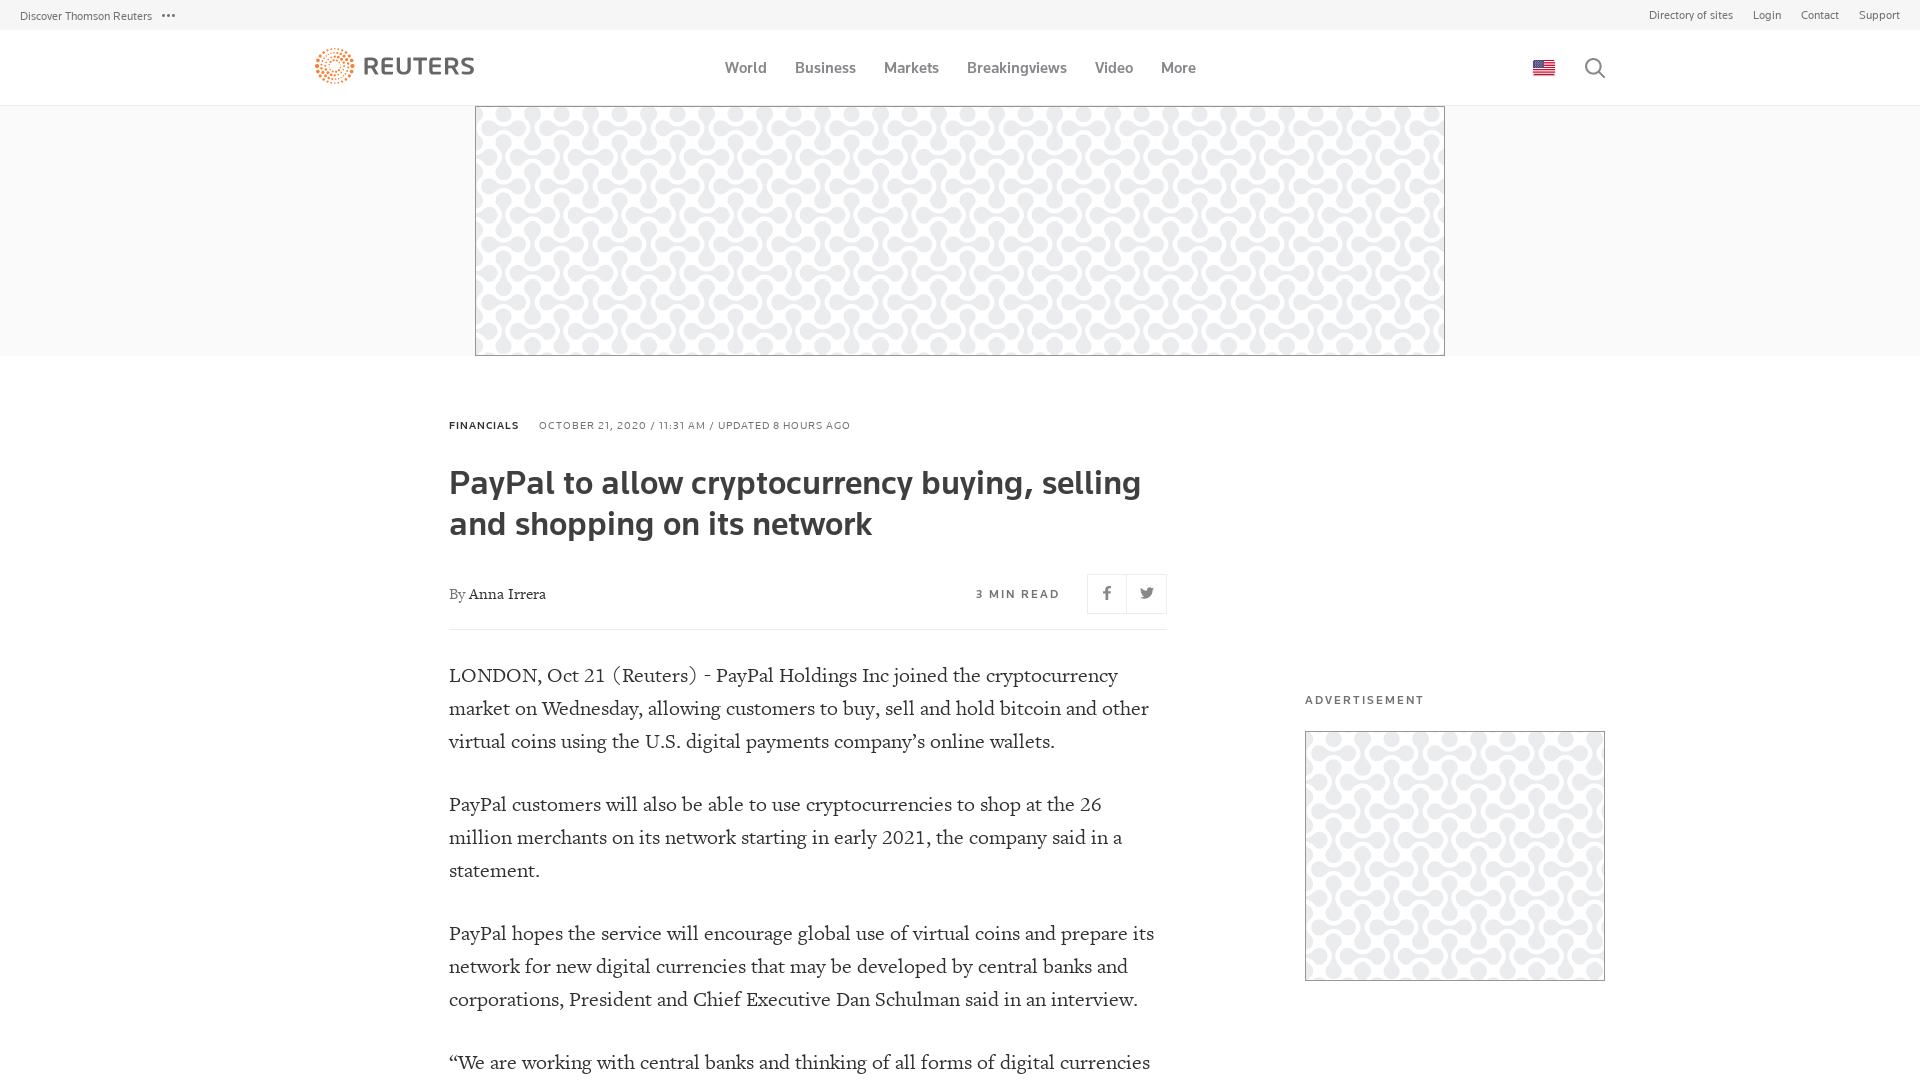 Discover Thomson Reuters
Directory of sites Login Contact Support
REUTERS
World Business Markets Breakingviews Video More
FINANCIALS OCTOBER 21, 2020 / 11:31 AM / UPDATED 8 HOURS AGO
PayPal to allow cryptocurrency buying, selling
and shopping on its network
By Anna Irrera
3 MIN READ
LONDON, Oct 21 (Reuters) - PayPal Holdings Inc joined the cryptocurrency
market on Wednesday, allowing customers to buy, sell and hold bitcoin and other
virtual coins using the U.S. digital payments company’s online wallets.
PayPal customers will also be able to use cryptocurrencies to shop at the 26
million merchants on its network starting in early 2021, the company said in a
statement.
PayPal hopes the service will encourage global use of virtual coins and prepare its
network for new digital currencies that may be developed by central banks and
corporations, President and Chief Executive Dan Schulman said in an interview.
“We are working with central banks and thinking of all forms of digital currencies
ADVERTISEMENT